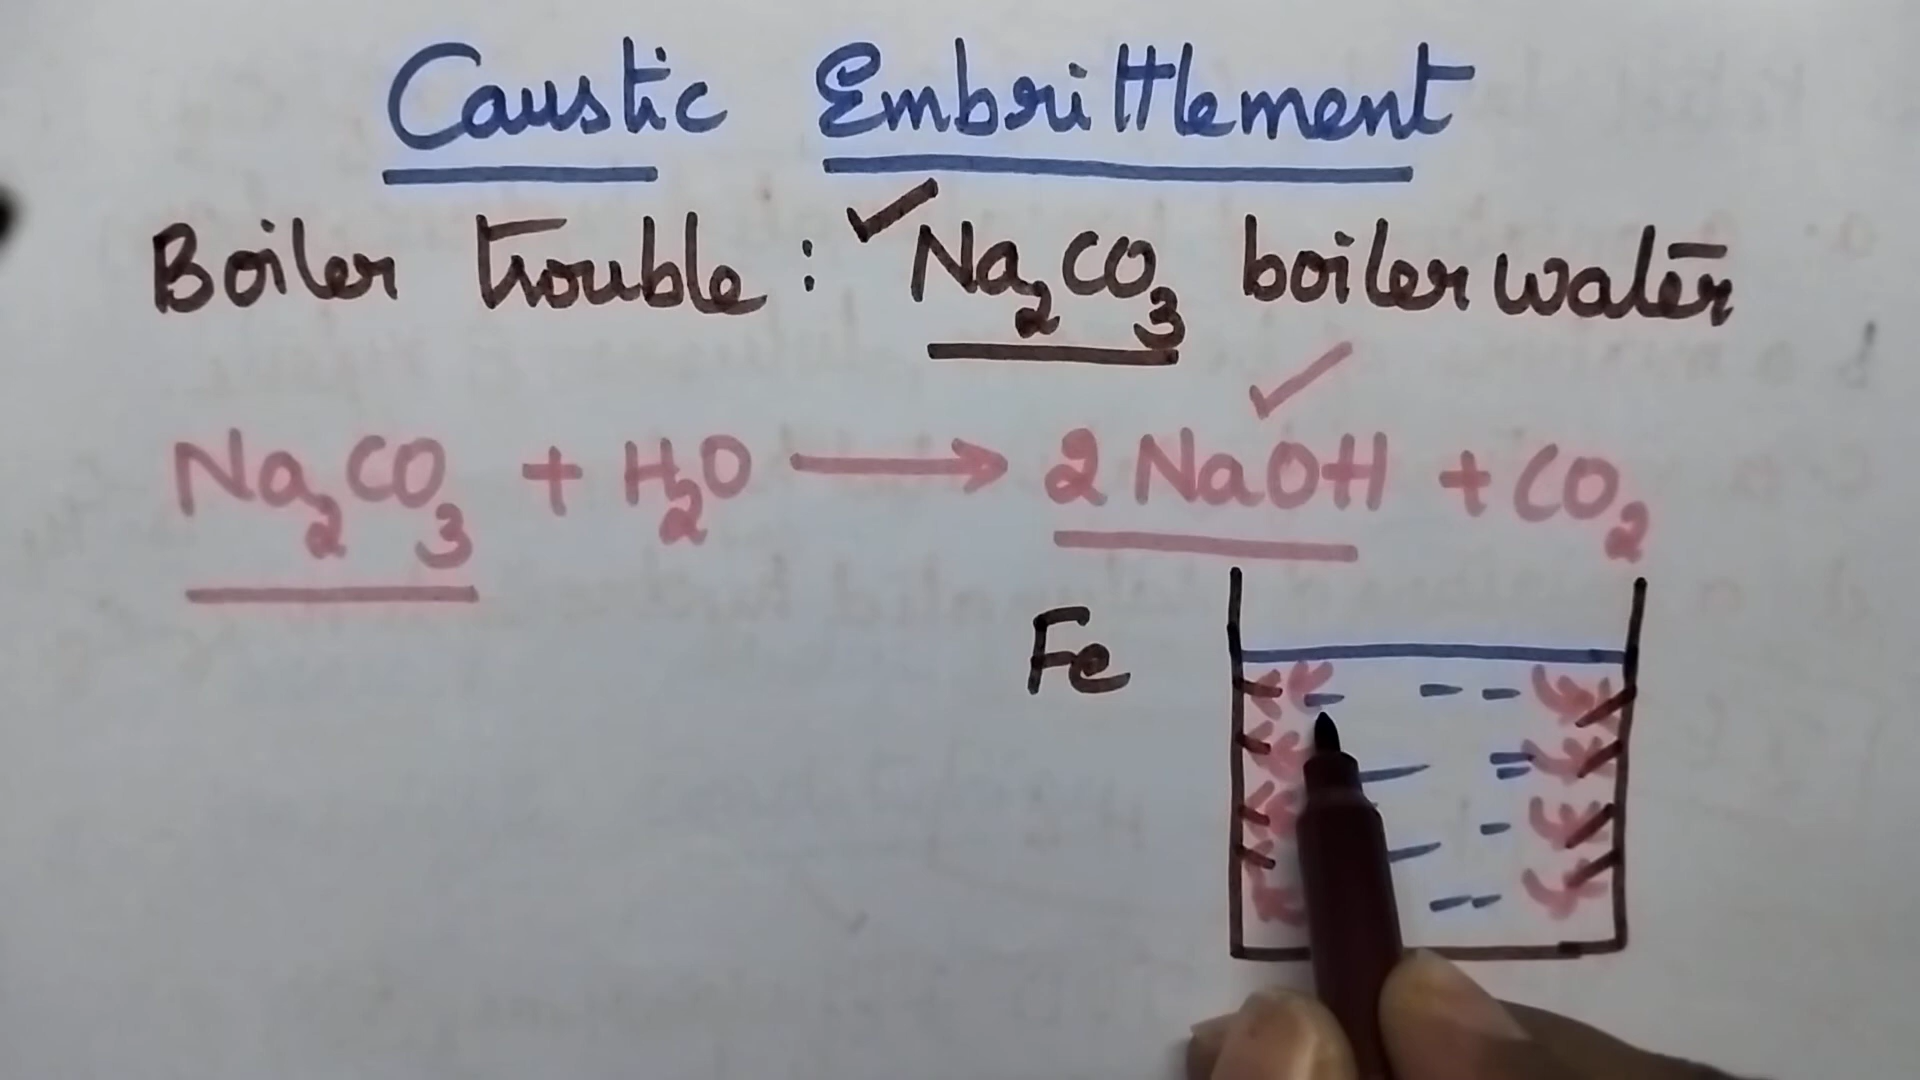 Caustic Embrittlement
Boiler trouble : ✓ Na₂CO₃ boiler water
Na₂CO₃ + H₂O ⟶ 2 NaOH + CO₂
Fe